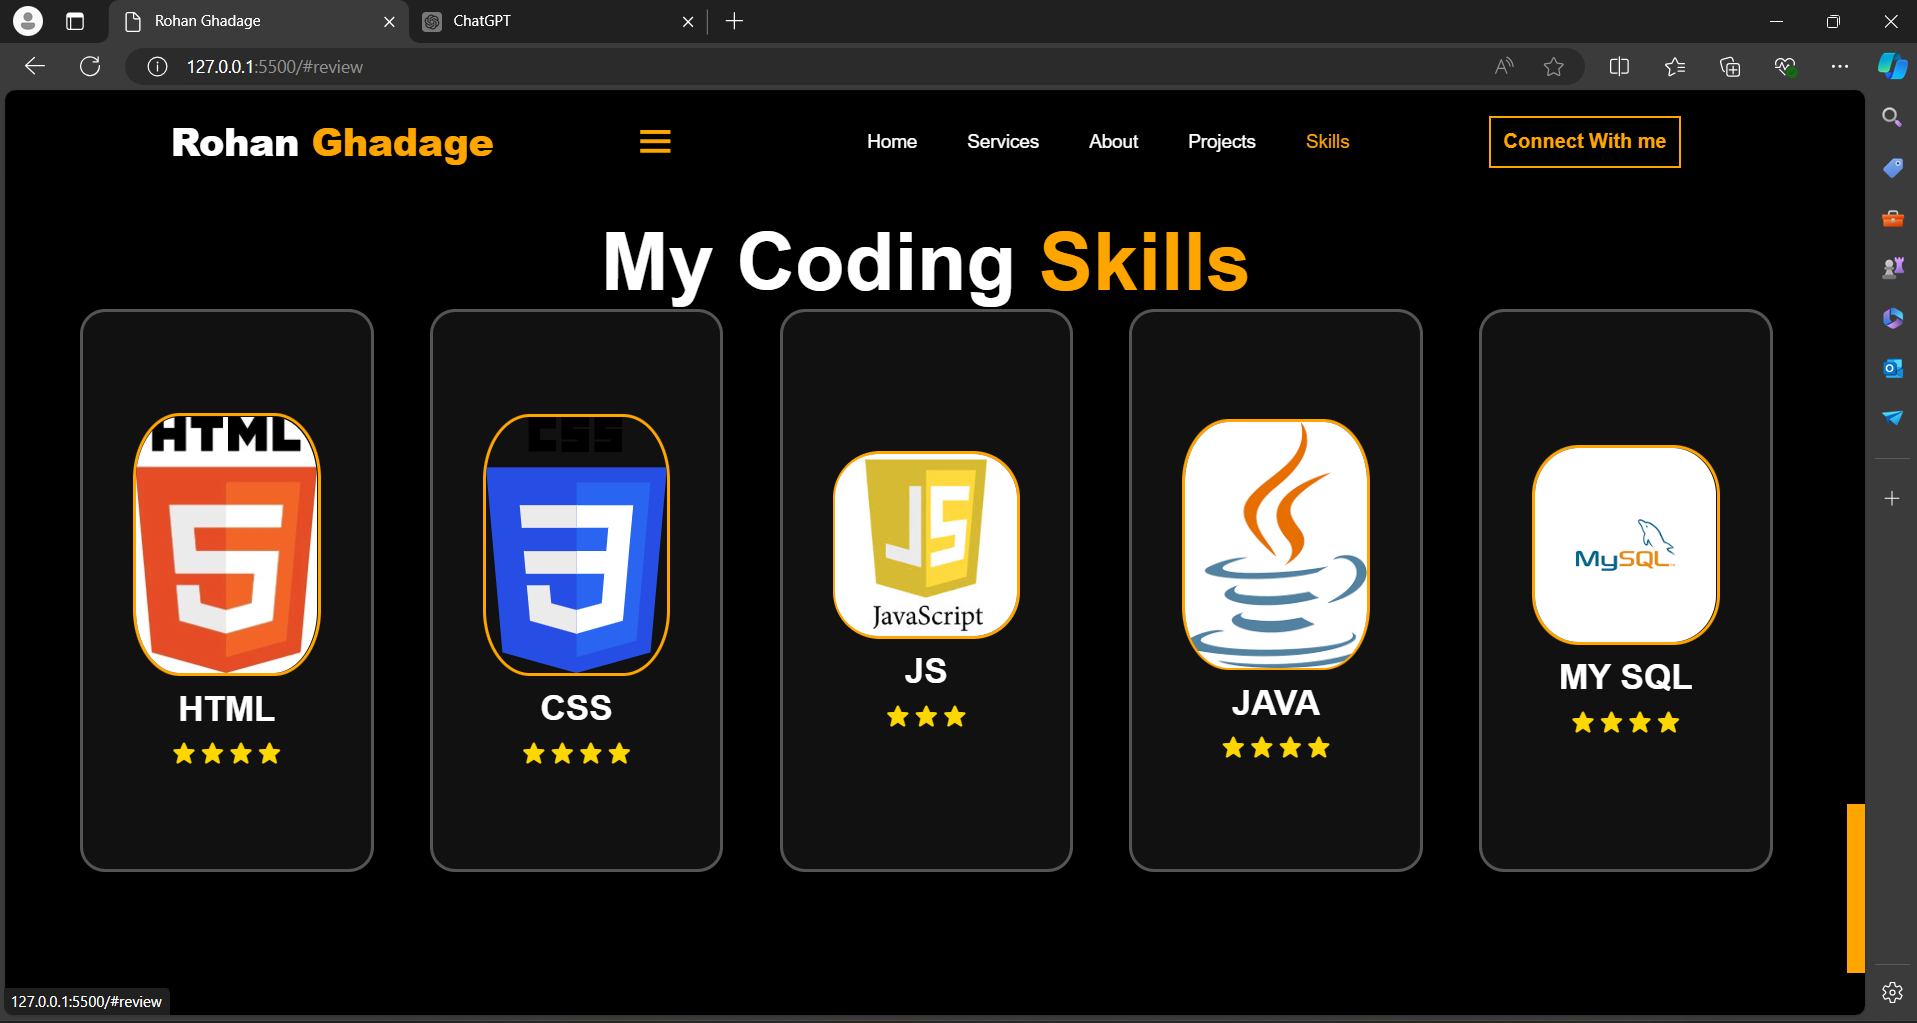 Rohan Ghadage
ChatGPT
127.0.0.1:5500/#review
Rohan Ghadage
Home Services About Projects Skills
Connect With me
My Coding Skills
HTML
HTML
CSS
CSS
JS
JavaScript
JS
JAVA
MySQL
MY SQL
127.0.0.1:5500/#review